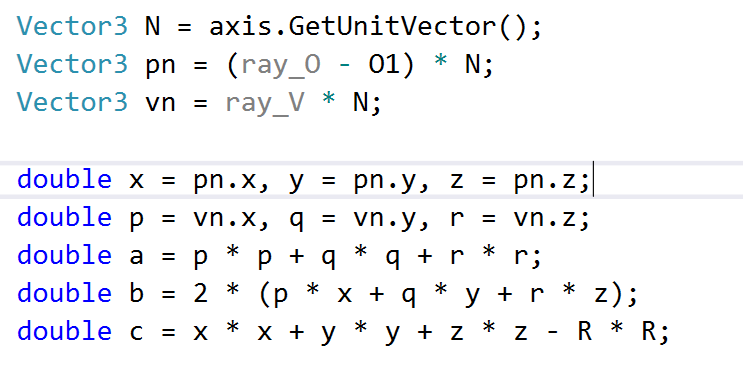 Vector3 N = axis.GetUnitVector();
Vector3 pn = (ray_O - O1) * N;
Vector3 vn = ray_V * N;
double x = pn.x, y = pn.y, z = pn.z;
double p = vn.x, q = vn.y, r = vn.z;
double a = p * p + q * q + r * r;
double b = 2 * (p * x + q * y + r * z);
double c = x * x + y * y + z * z - R * R;